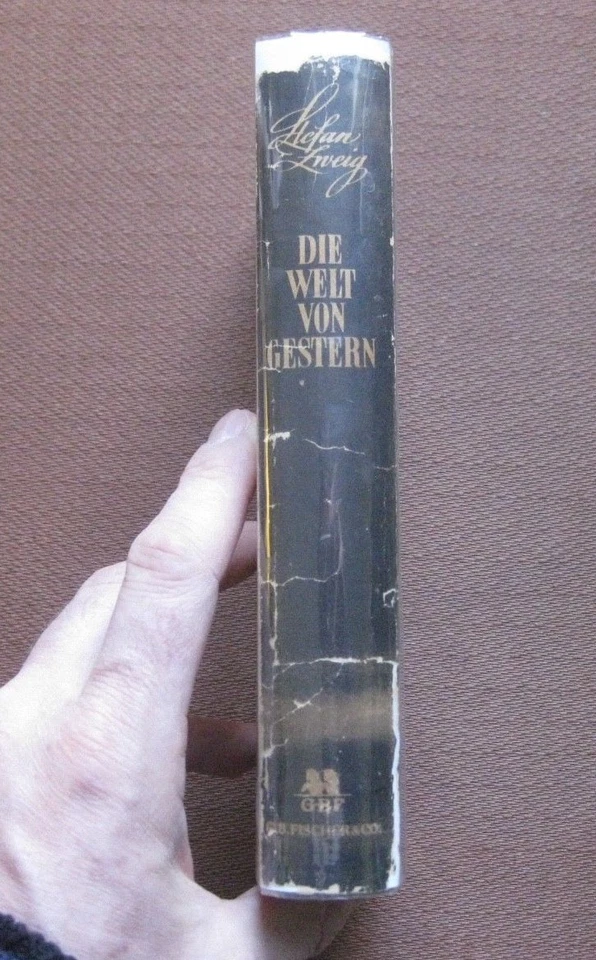 Stefan
Zweig
DIE
WELT
VON
GESTERN
GBF
G.B. FISCHER & CO.